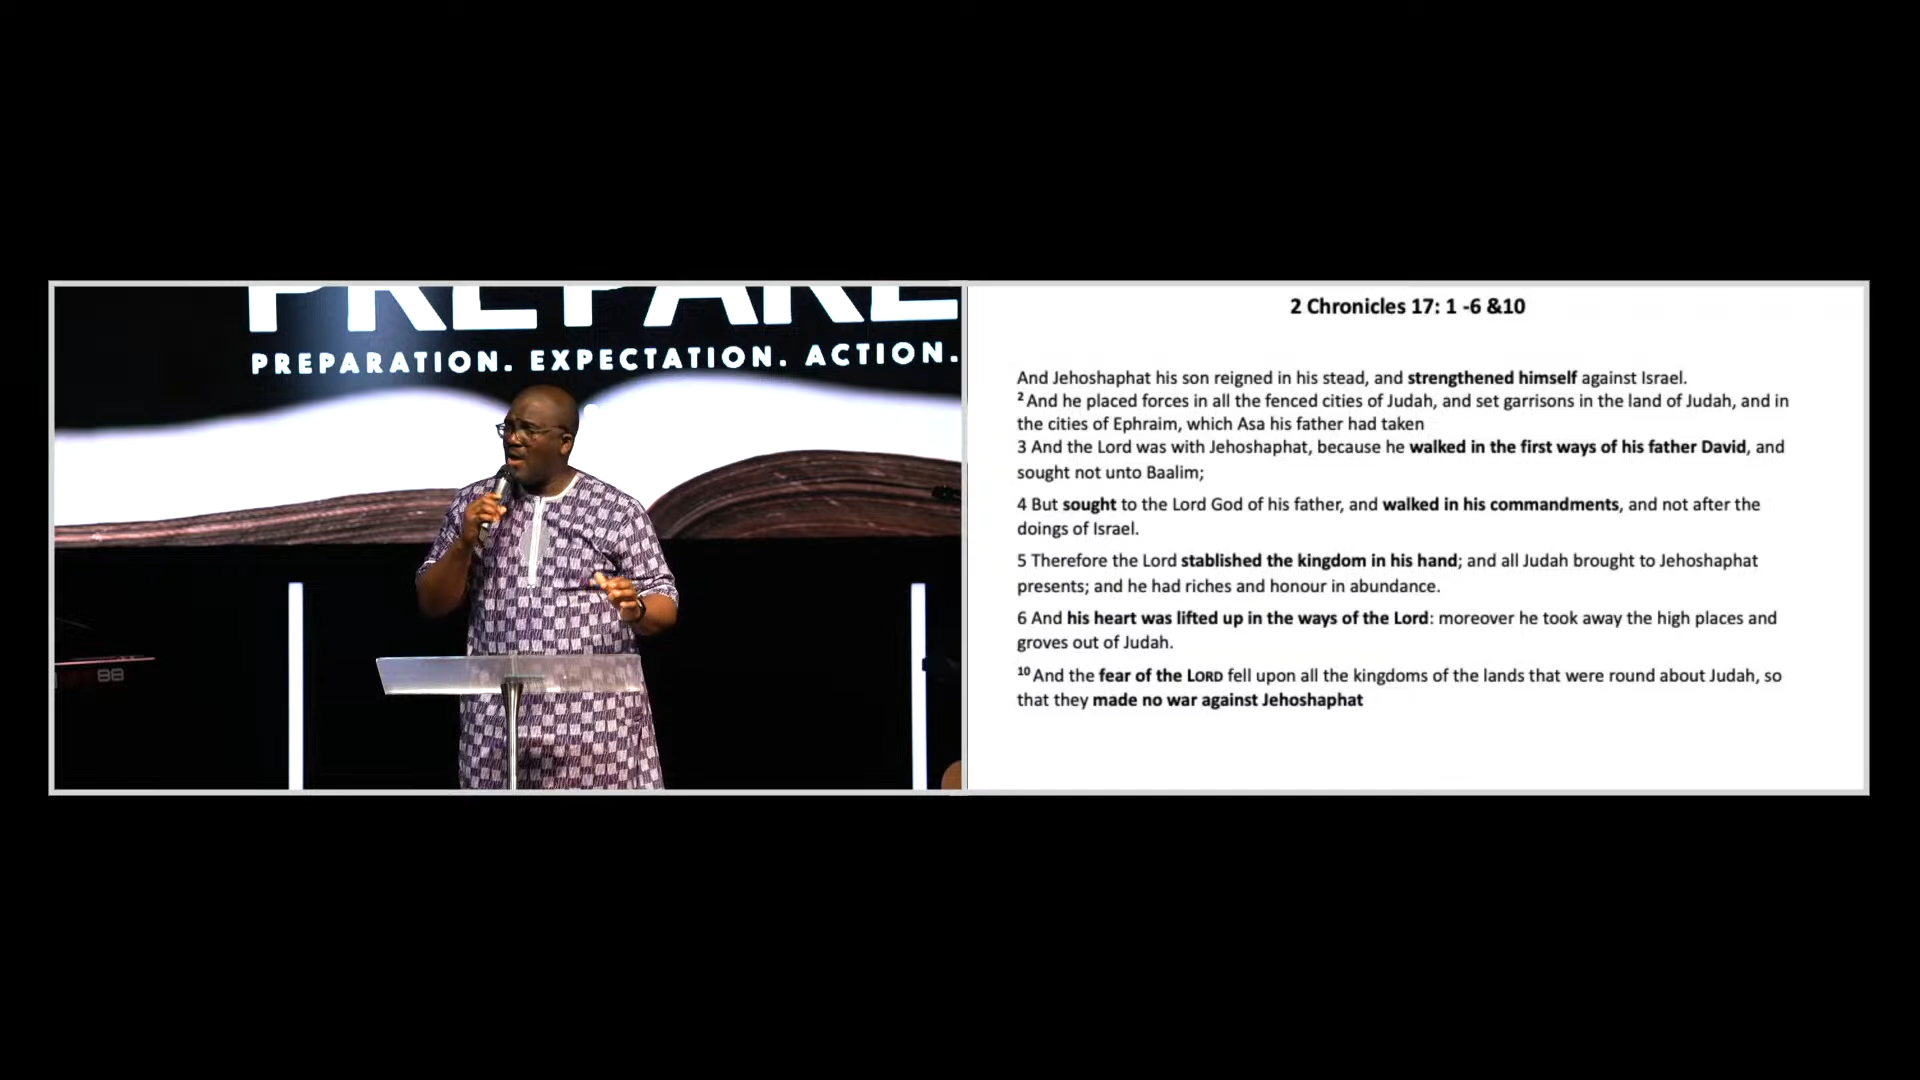 PREPARE
PREPARATION. EXPECTATION. ACTION.
88
2 Chronicles 17: 1 -6 &10
And Jehoshaphat his son reigned in his stead, and strengthened himself against Israel.
2 And he placed forces in all the fenced cities of Judah, and set garrisons in the land of Judah, and in
the cities of Ephraim, which Asa his father had taken
3 And the Lord was with Jehoshaphat, because he walked in the first ways of his father David, and
sought not unto Baalim;
4 But sought to the Lord God of his father, and walked in his commandments, and not after the
doings of Israel.
5 Therefore the Lord stablished the kingdom in his hand; and all Judah brought to Jehoshaphat
presents; and he had riches and honour in abundance.
6 And his heart was lifted up in the ways of the Lord: moreover he took away the high places and
groves out of Judah.
10 And the fear of the LORD fell upon all the kingdoms of the lands that were round about Judah, so
that they made no war against Jehoshaphat